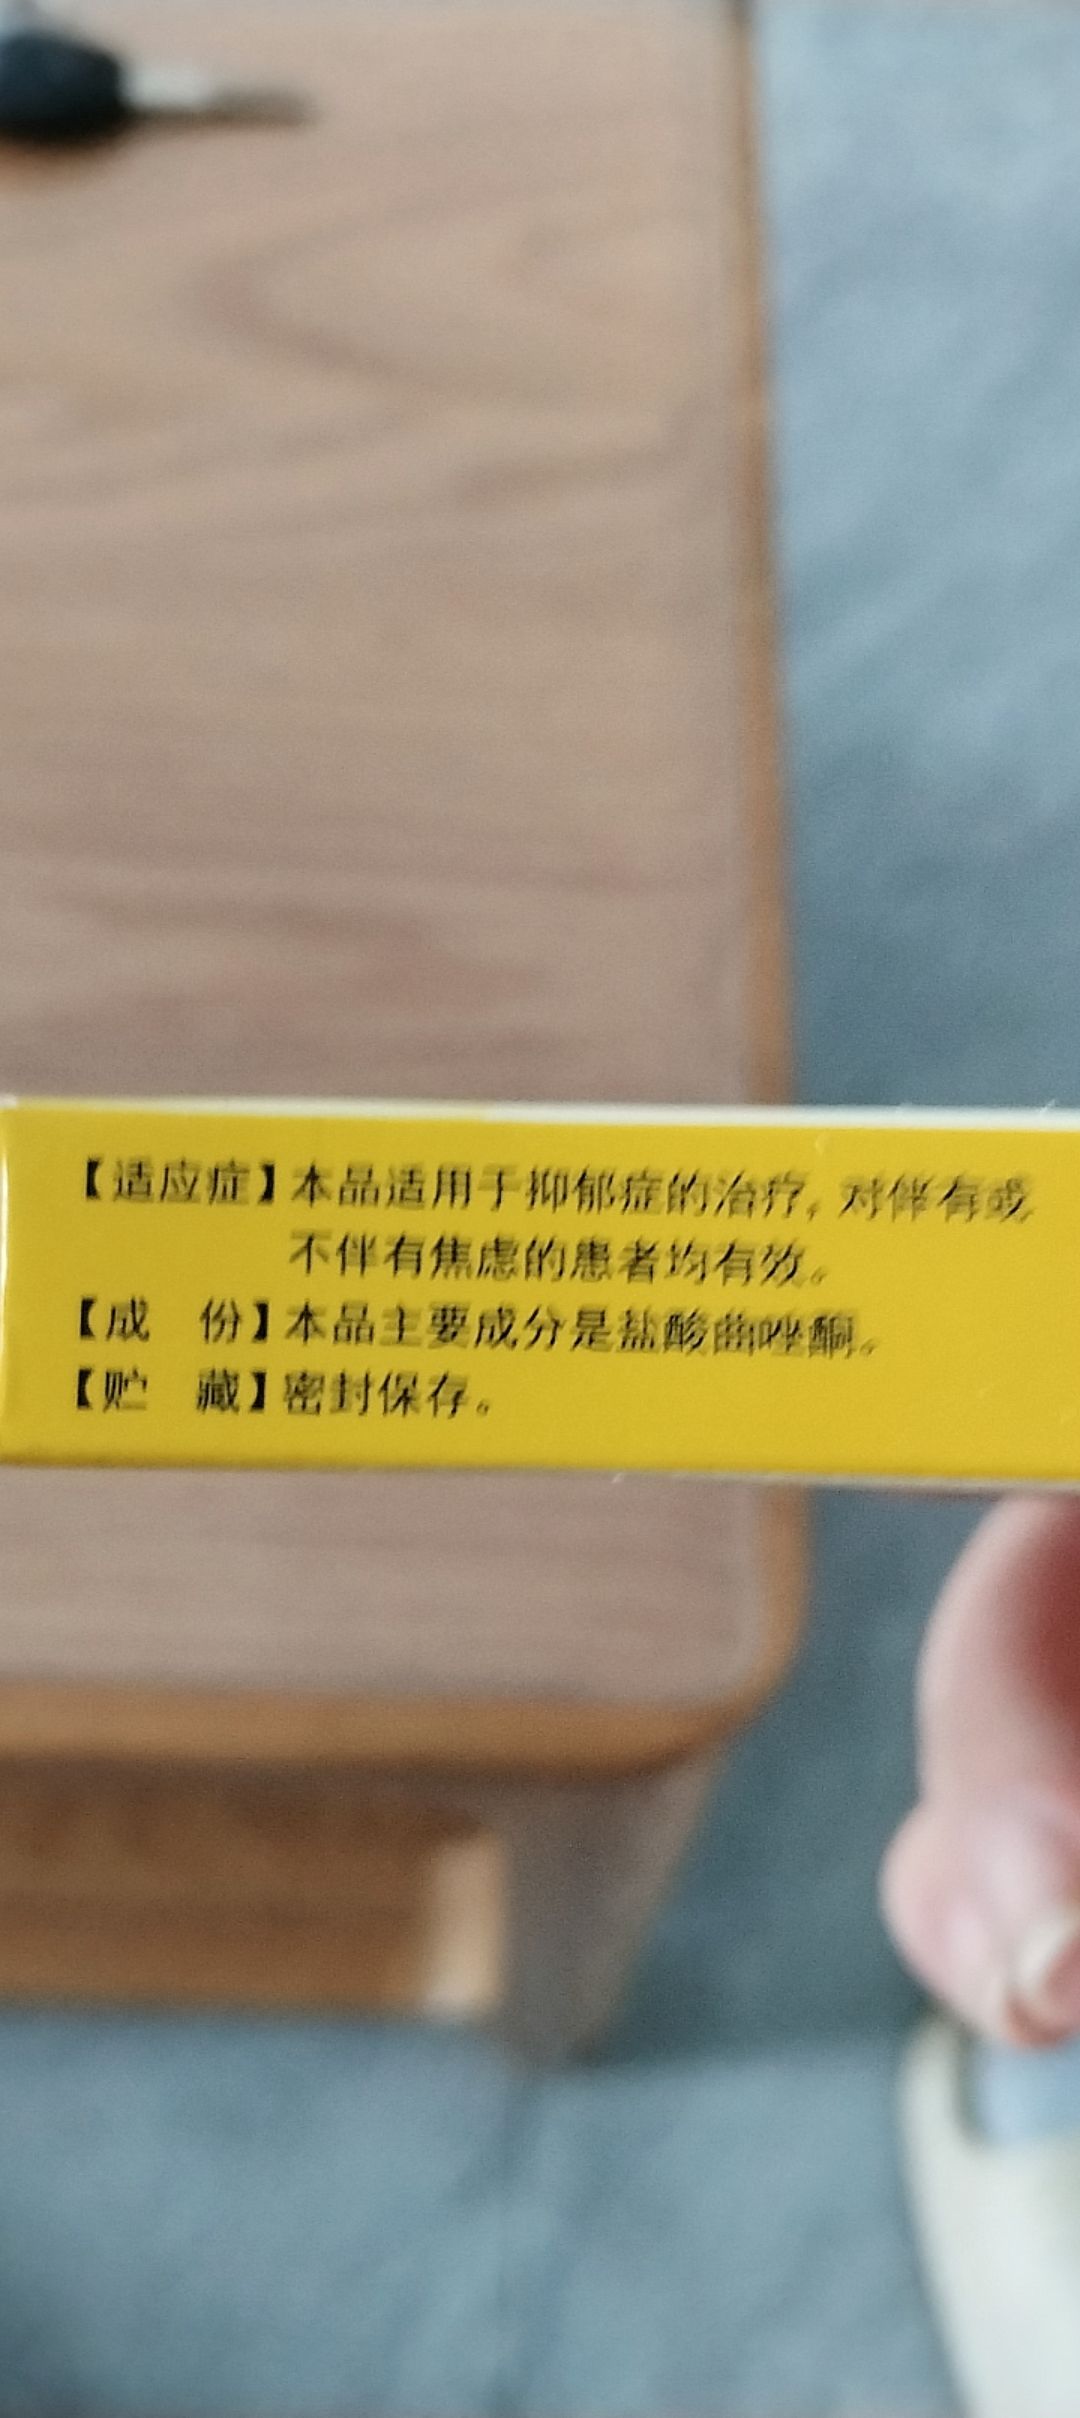 【适应症】本品适用于抑郁症的治疗，对伴有或
不伴有焦虑的患者均有效。
【成 份】本品主要成分是盐酸曲唑酮。
【贮 藏】密封保存。